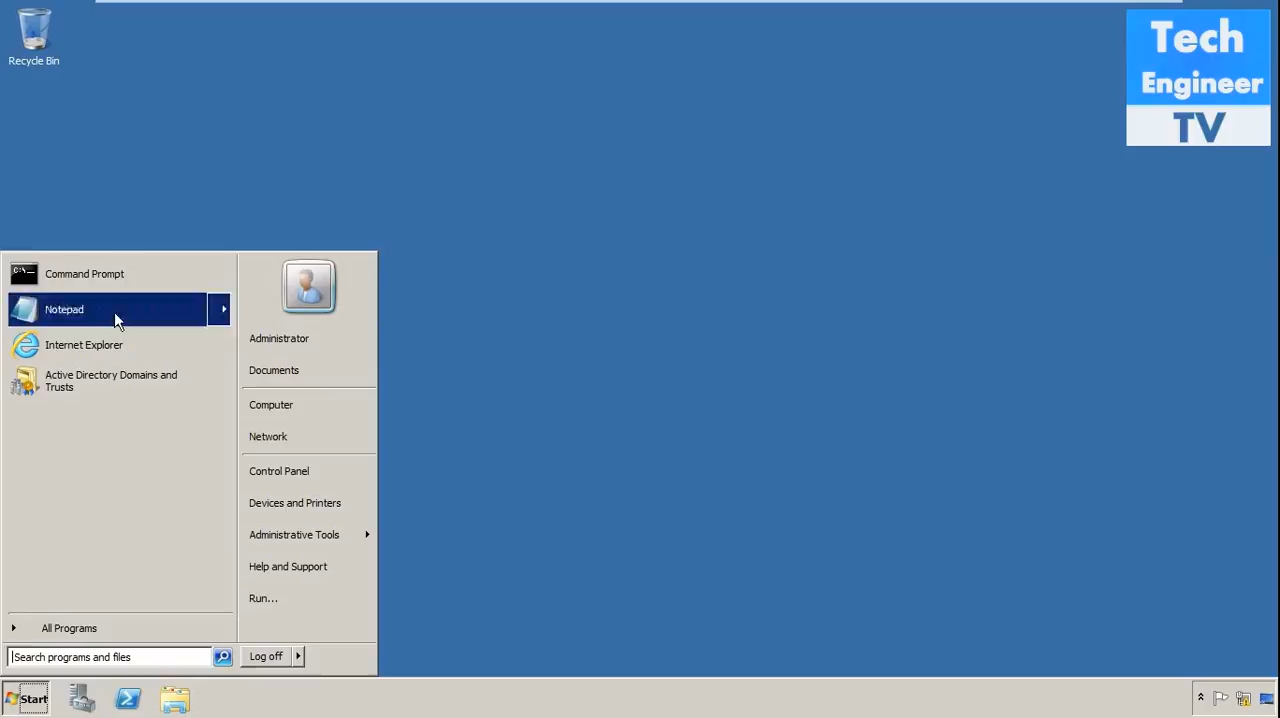 Recycle Bin
Tech
Engineer
TV
Command Prompt
Notepad
Internet Explorer
Active Directory Domains and
Trusts
Administrator
Documents
Computer
Network
Control Panel
Devices and Printers
Administrative Tools
Help and Support
Run...
All Programs
Search programs and files
Log off
Start